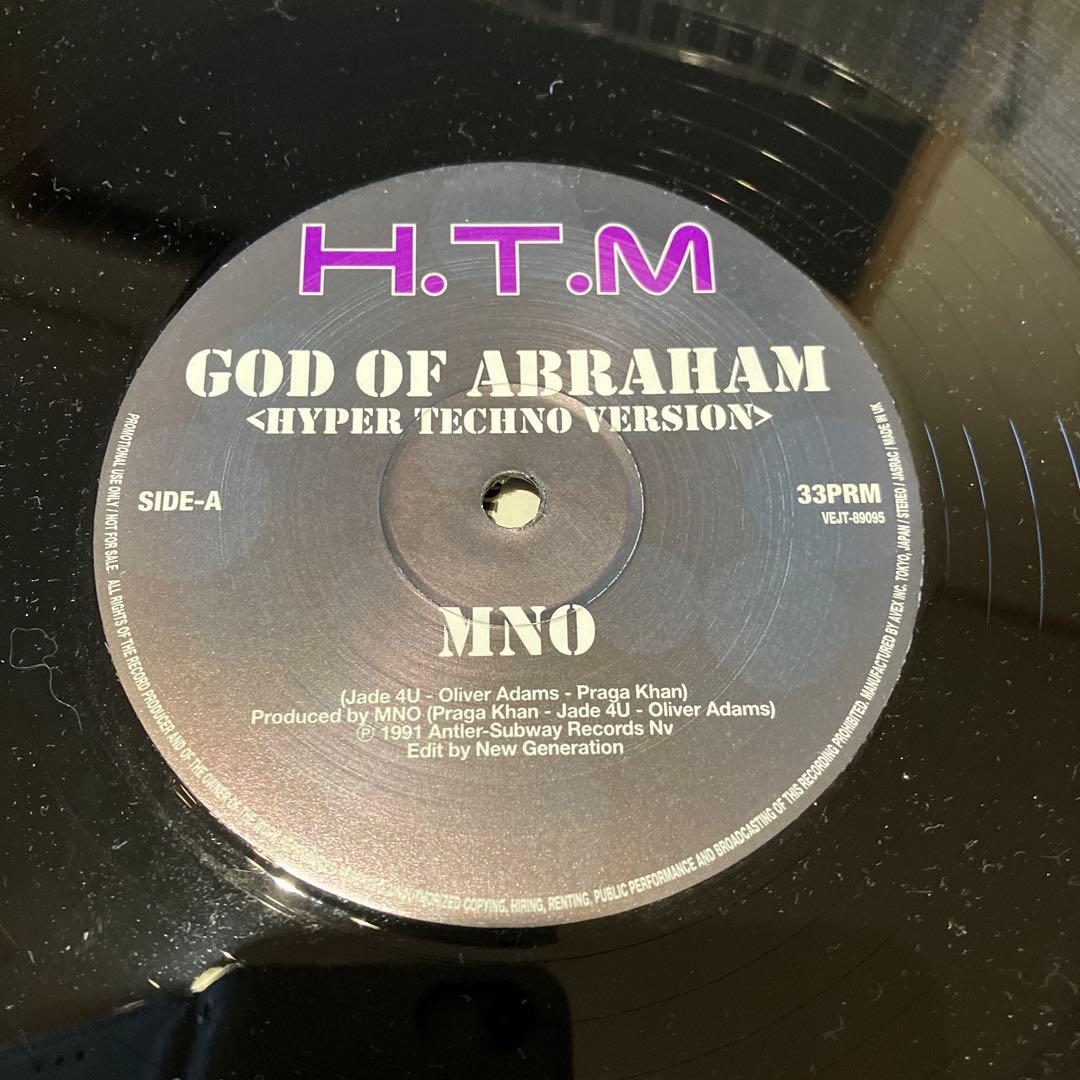 H.T.M
GOD OF ABRAHAM
<HYPER TECHNO VERSION>
SIDE-A
33PRM
VEJT-89095
MNO
(Jade 4U - Oliver Adams - Praga Khan)
Produced by MNO (Praga Khan - Jade 4U - Oliver Adams)
℗ 1991 Antler-Subway Records Nv
Edit by New Generation
PROMOTIONAL USE ONLY / NOT FOR SALE. ALL RIGHTS OF THE RECORD PRODUCER AND OF THE OWNER OF THE UNAUTHORIZED COPYING, HIRING, RENTING, PUBLIC PERFORMANCE AND BROADCASTING OF THIS RECORDING PROHIBITED. MANUFACTURED BY AVEX INC. TOKYO, JAPAN / STEREO / JASRAC / MADE IN UK